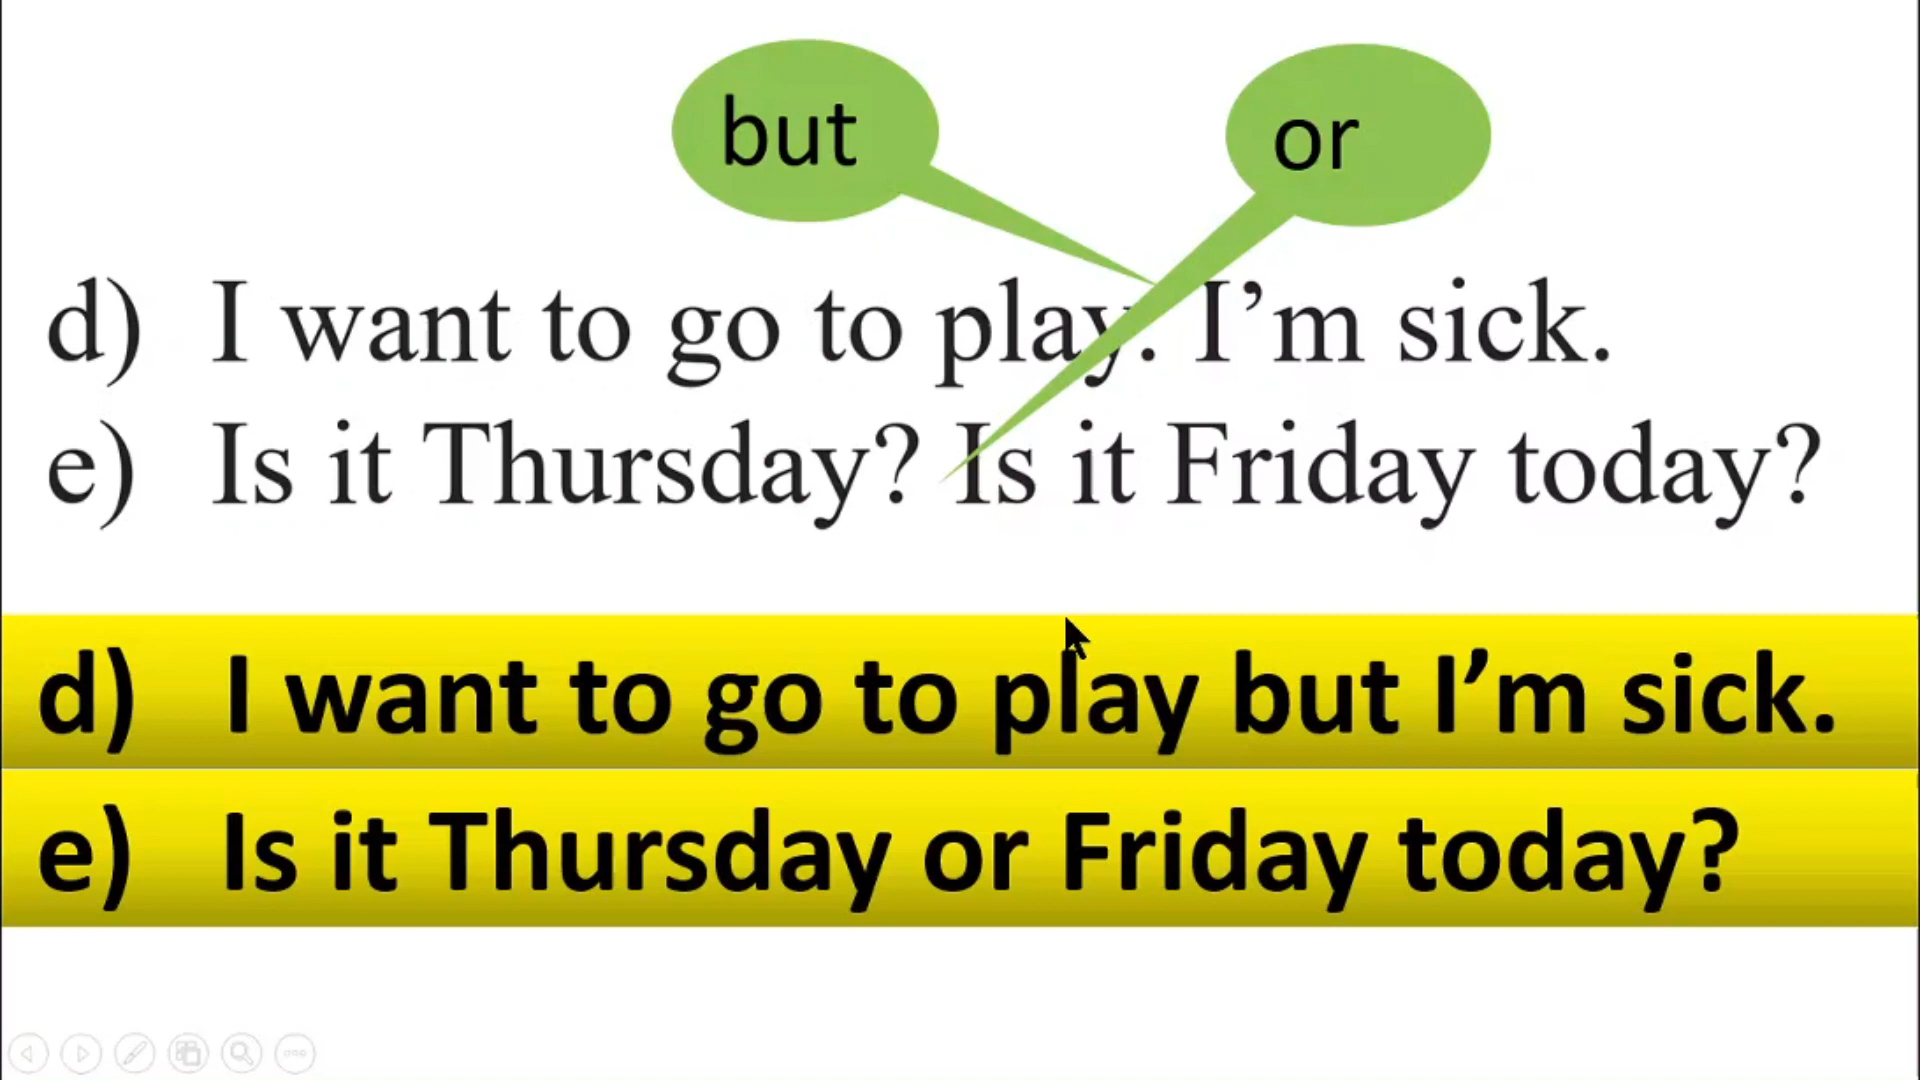 but
or
d) I want to go to play. I’m sick.
e) Is it Thursday? Is it Friday today?
d) I want to go to play but I’m sick.
e) Is it Thursday or Friday today?